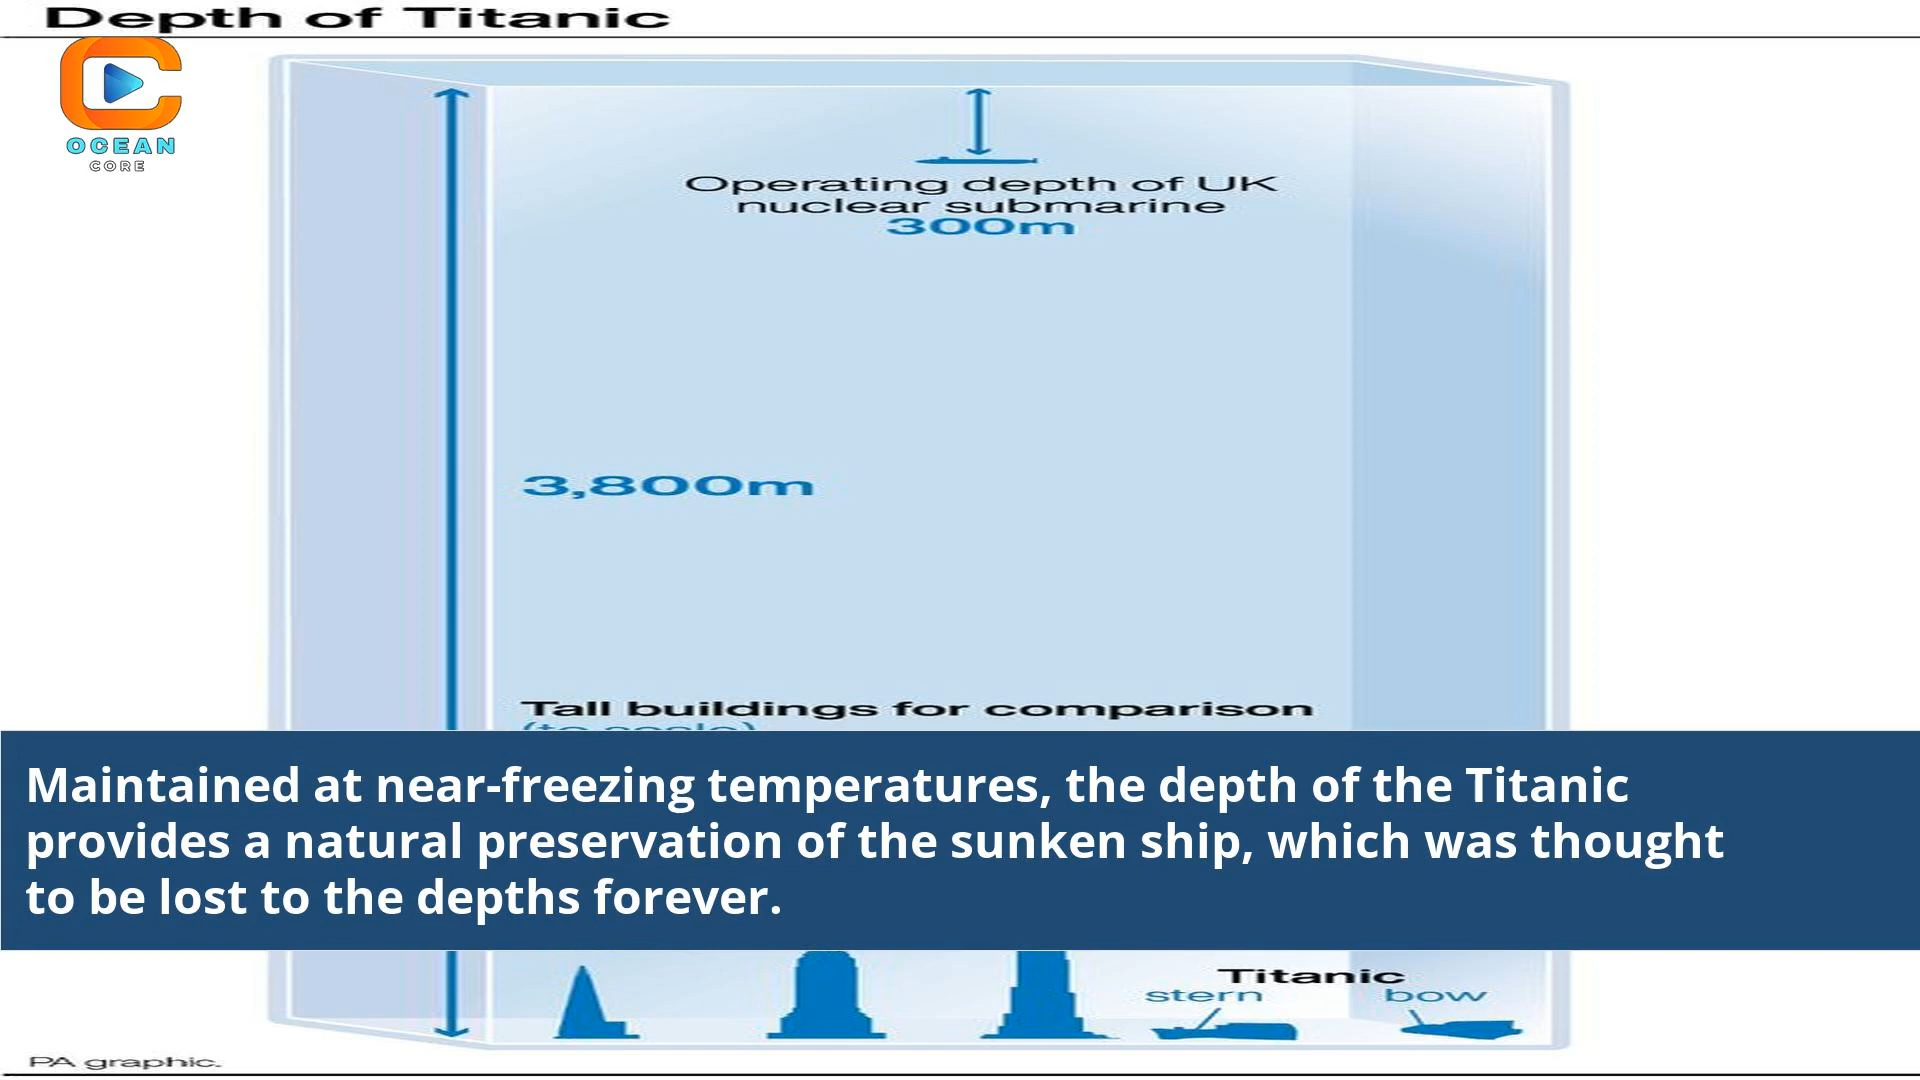 Depth of Titanic
OCEAN
CORE
Operating depth of UK
nuclear submarine
300m
3,800m
Tall buildings for comparison
(to scale)
Maintained at near-freezing temperatures, the depth of the Titanic
provides a natural preservation of the sunken ship, which was thought
to be lost to the depths forever.
Titanic
stern bow
PA graphic.